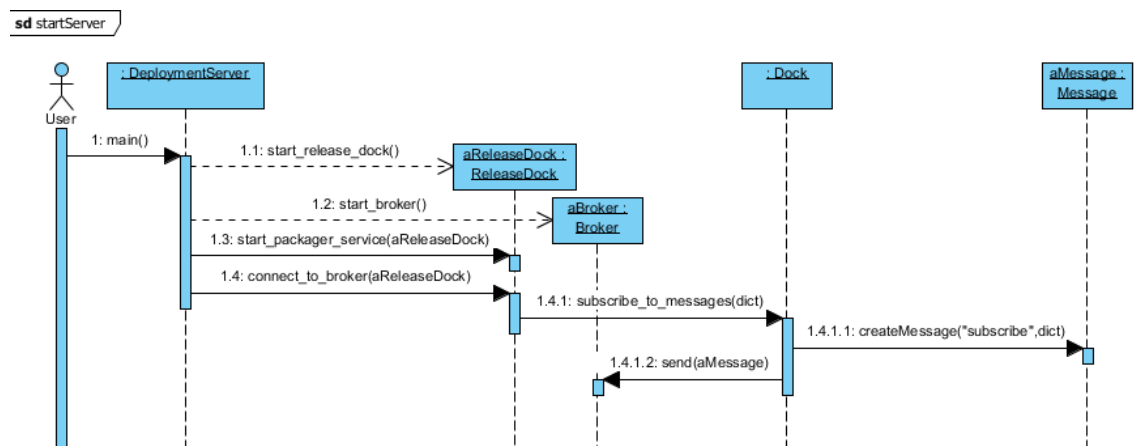 sd startServer
: DeploymentServer
: Dock
aMessage :
Message
User
1: main()
1.1: start_release_dock()
aReleaseDock :
ReleaseDock
1.2: start_broker()
aBroker :
Broker
1.3: start_packager_service(aReleaseDock)
1.4: connect_to_broker(aReleaseDock)
1.4.1: subscribe_to_messages(dict)
1.4.1.1: createMessage("subscribe",dict)
1.4.1.2: send(aMessage)